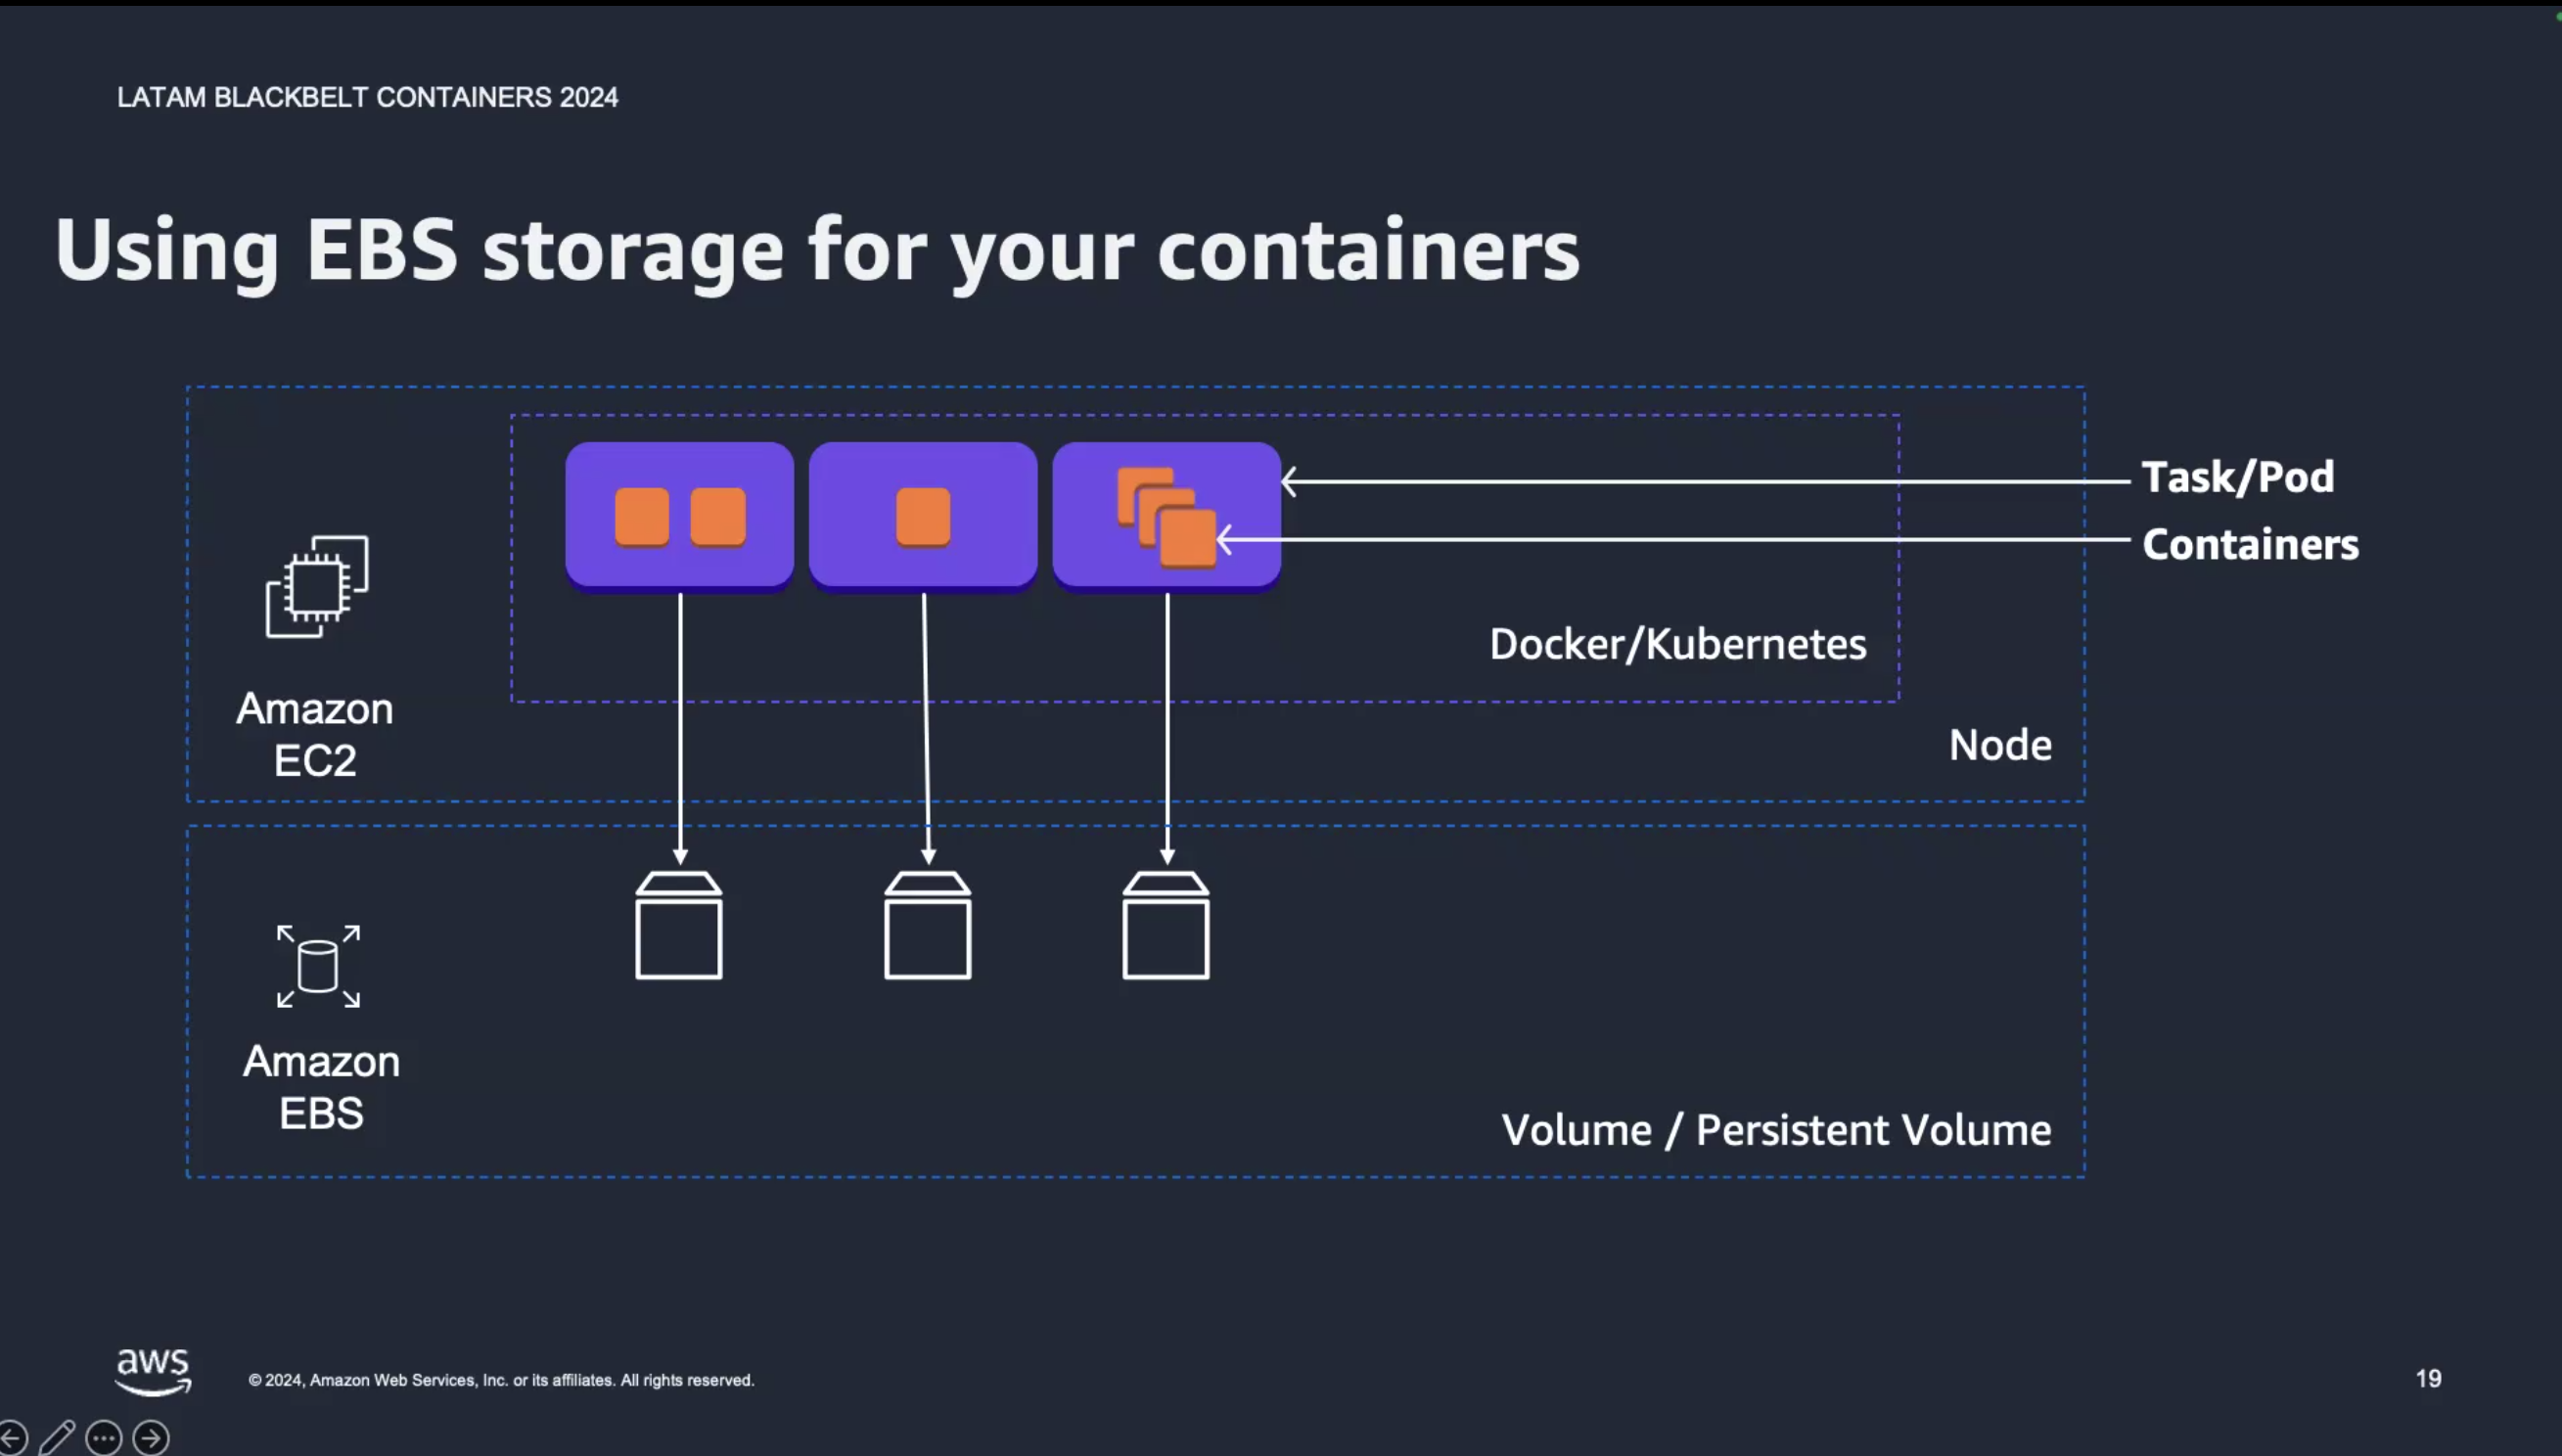 LATAM BLACKBELT CONTAINERS 2024
Using EBS storage for your containers
Task/Pod
Containers
Docker/Kubernetes
Amazon
EC2
Node
Amazon
EBS
Volume / Persistent Volume
aws
© 2024, Amazon Web Services, Inc. or its affiliates. All rights reserved.
19